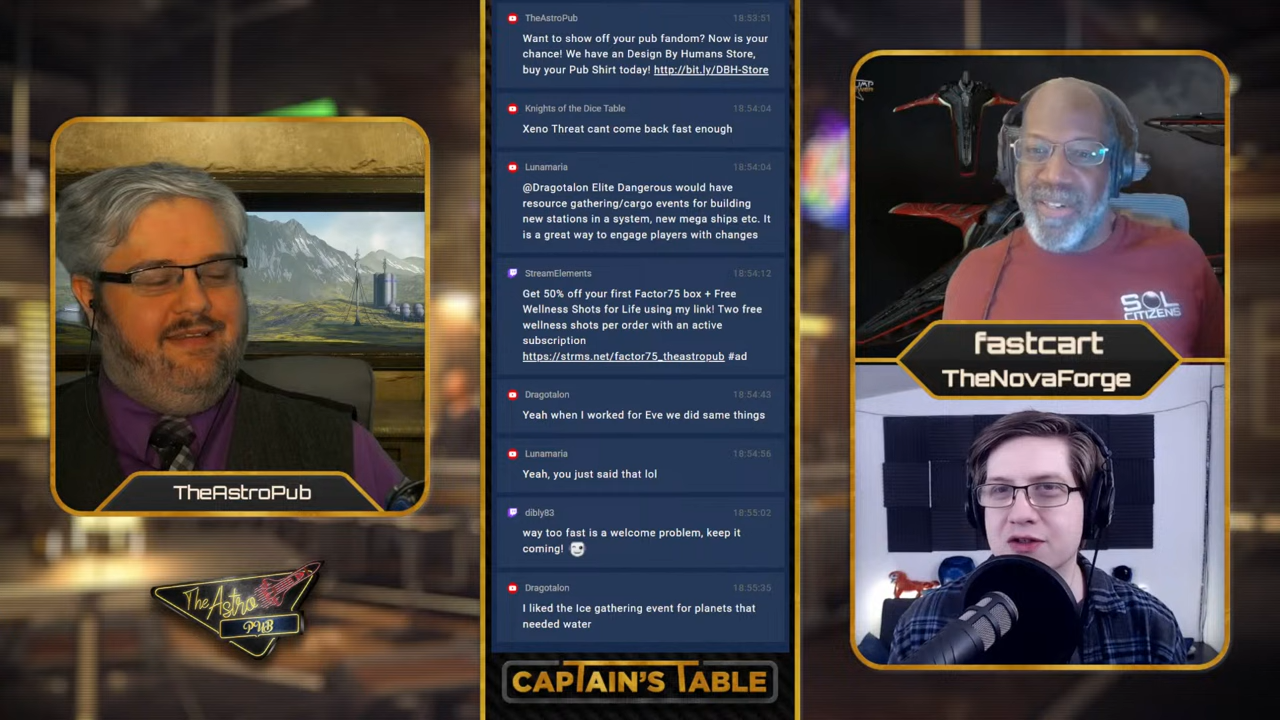 TheAstroPub 18:53:51
Want to show off your pub fandom? Now is your
chance! We have an Design By Humans Store,
buy your Pub Shirt today! http://bit.ly/DBH-Store
Knights of the Dice Table 18:54:04
Xeno Threat cant come back fast enough
Lunamaria 18:54:04
@Dragotalon Elite Dangerous would have
resource gathering/cargo events for building
new stations in a system, new mega ships etc. It
is a great way to engage players with changes
StreamElements 18:54:12
Get 50% off your first Factor75 box + Free
Wellness Shots for Life using my link! Two free
wellness shots per order with an active
subscription
https://strms.net/factor75_theastropub #ad
Dragotalon 18:54:43
Yeah when I worked for Eve we did same things
Lunamaria 18:54:56
Yeah, you just said that lol
dibly83 18:55:02
way too fast is a welcome problem, keep it
coming!
Dragotalon 18:55:35
I liked the Ice gathering event for planets that
needed water
CAPTAIN'S TABLE
TheAstroPub
The Astro
PUB
SOL
CITIZENS
fastcart
TheNovaForge